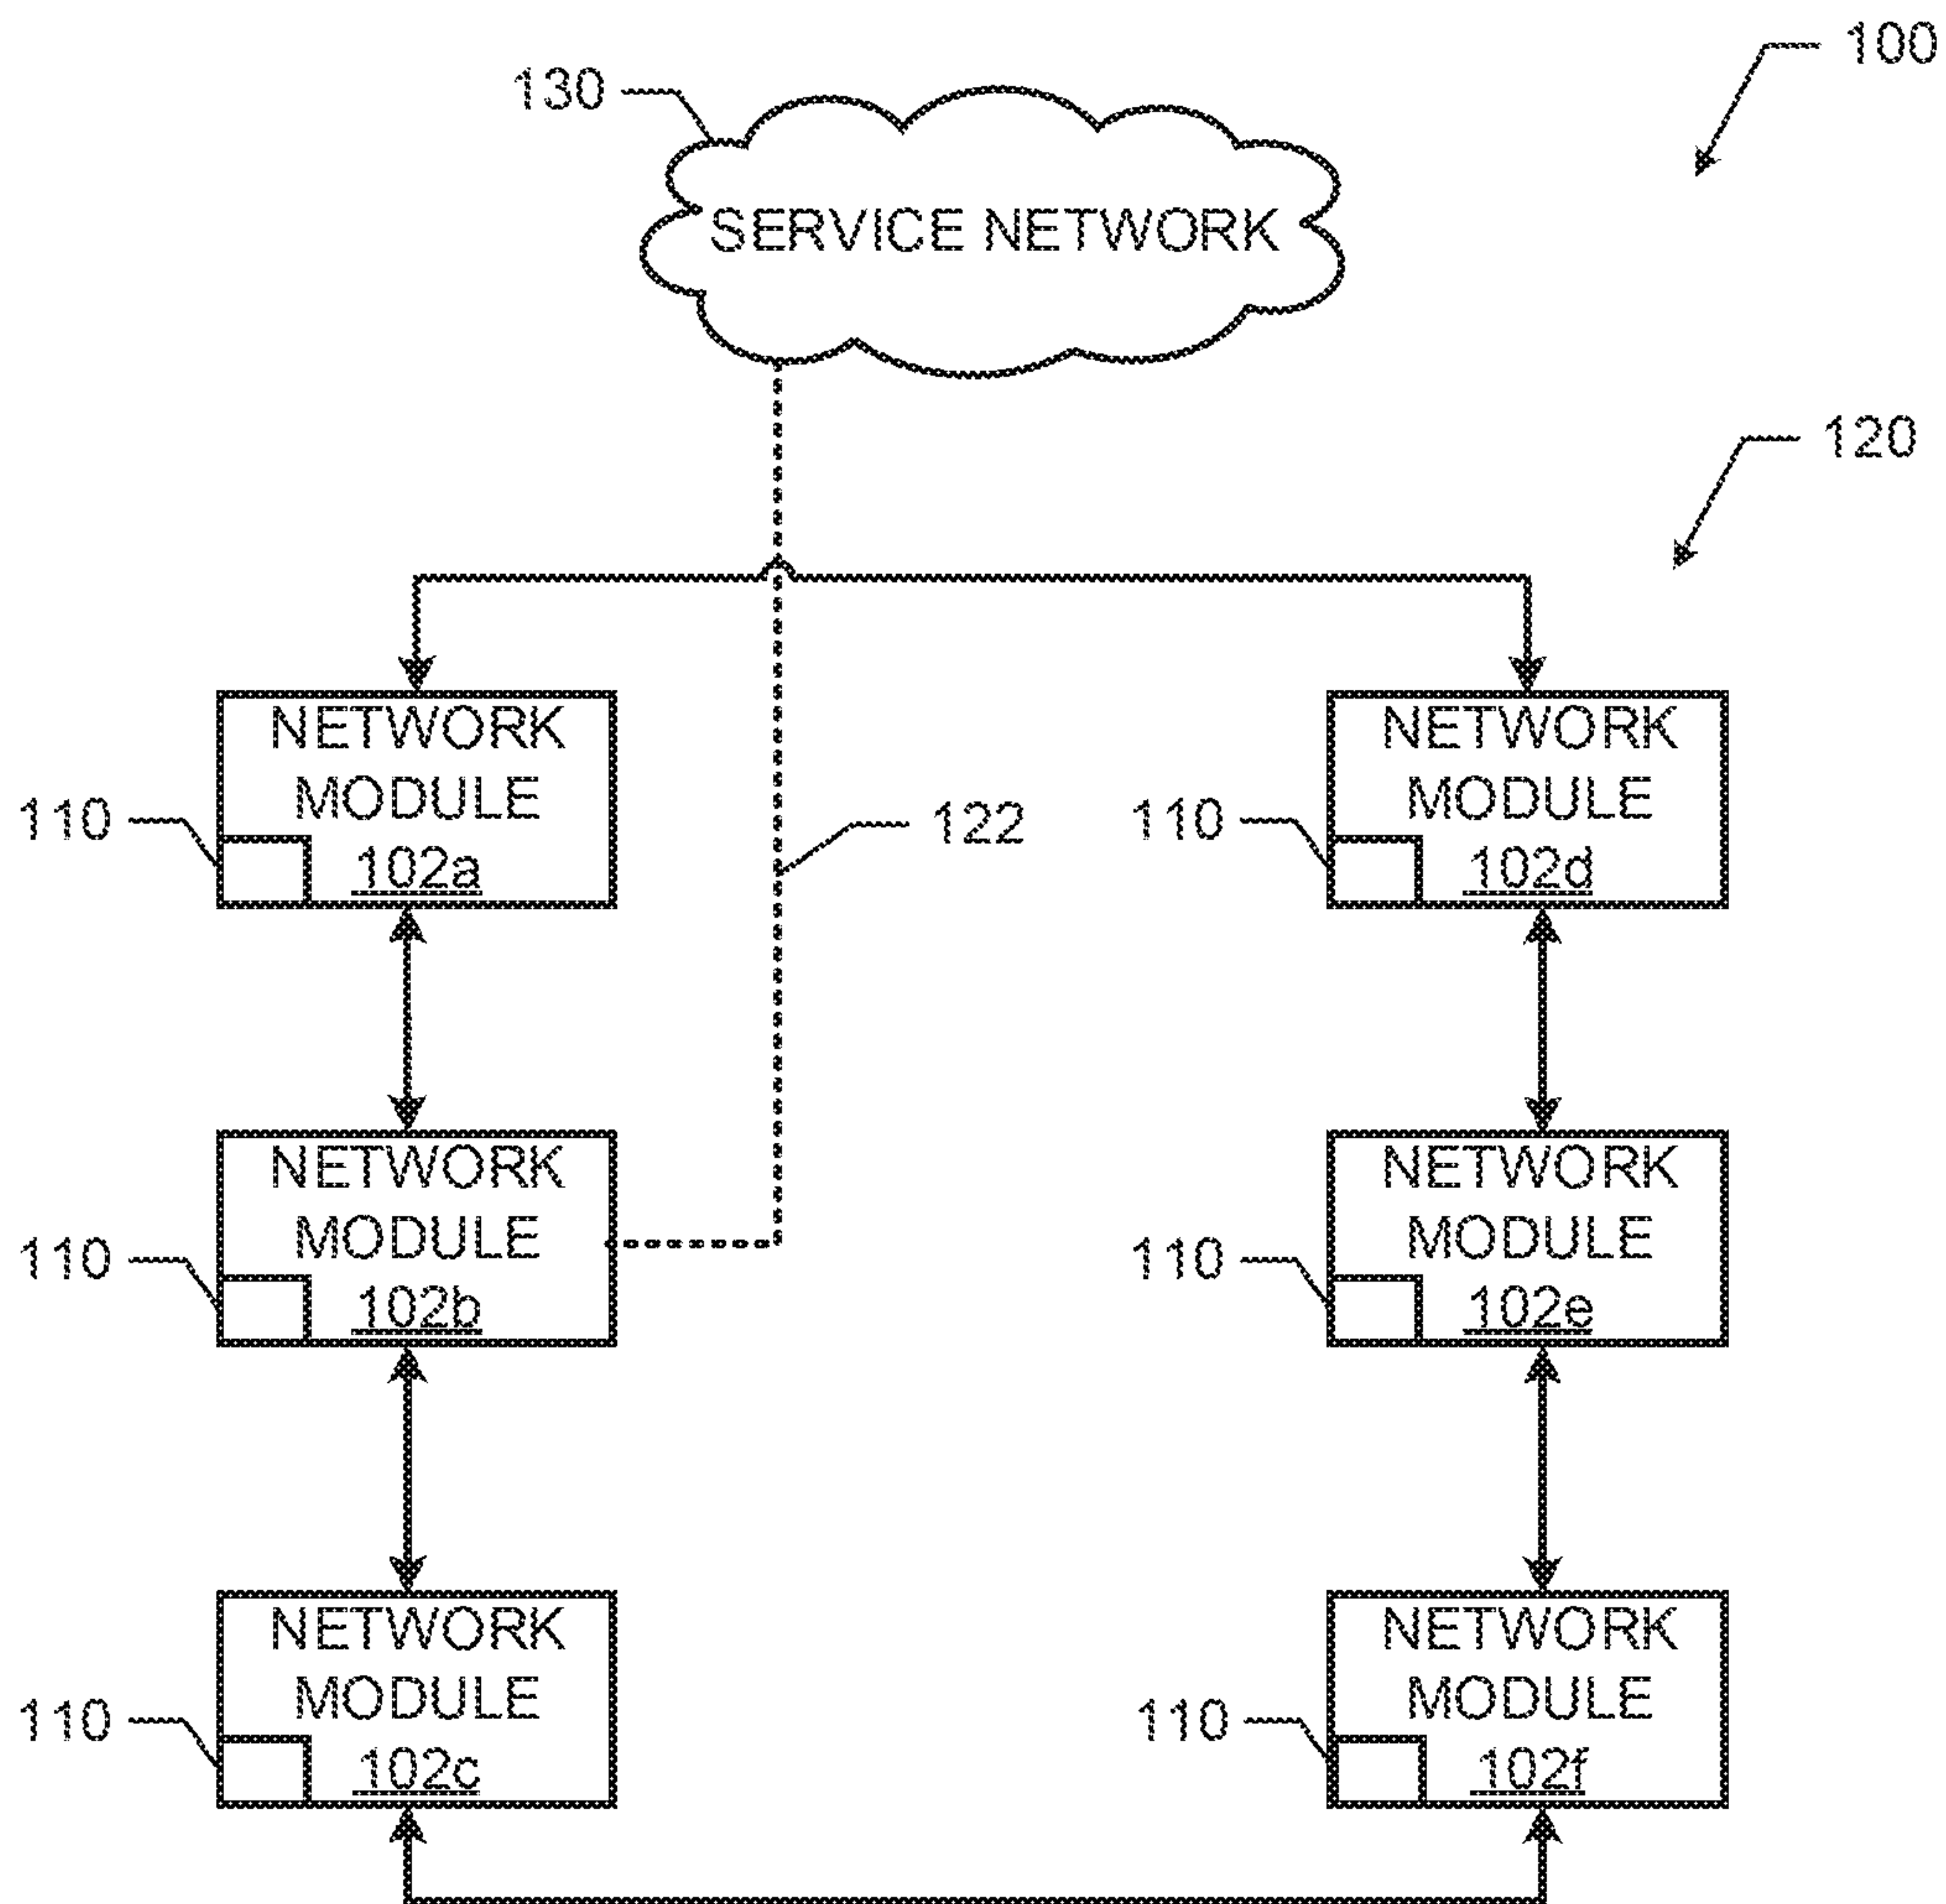 100
130
SERVICE NETWORK
120
NETWORK
MODULE
110
102a
122
NETWORK
MODULE
110
102d
NETWORK
MODULE
110
102b
NETWORK
MODULE
110
102e
NETWORK
MODULE
110
102c
NETWORK
MODULE
110
102f